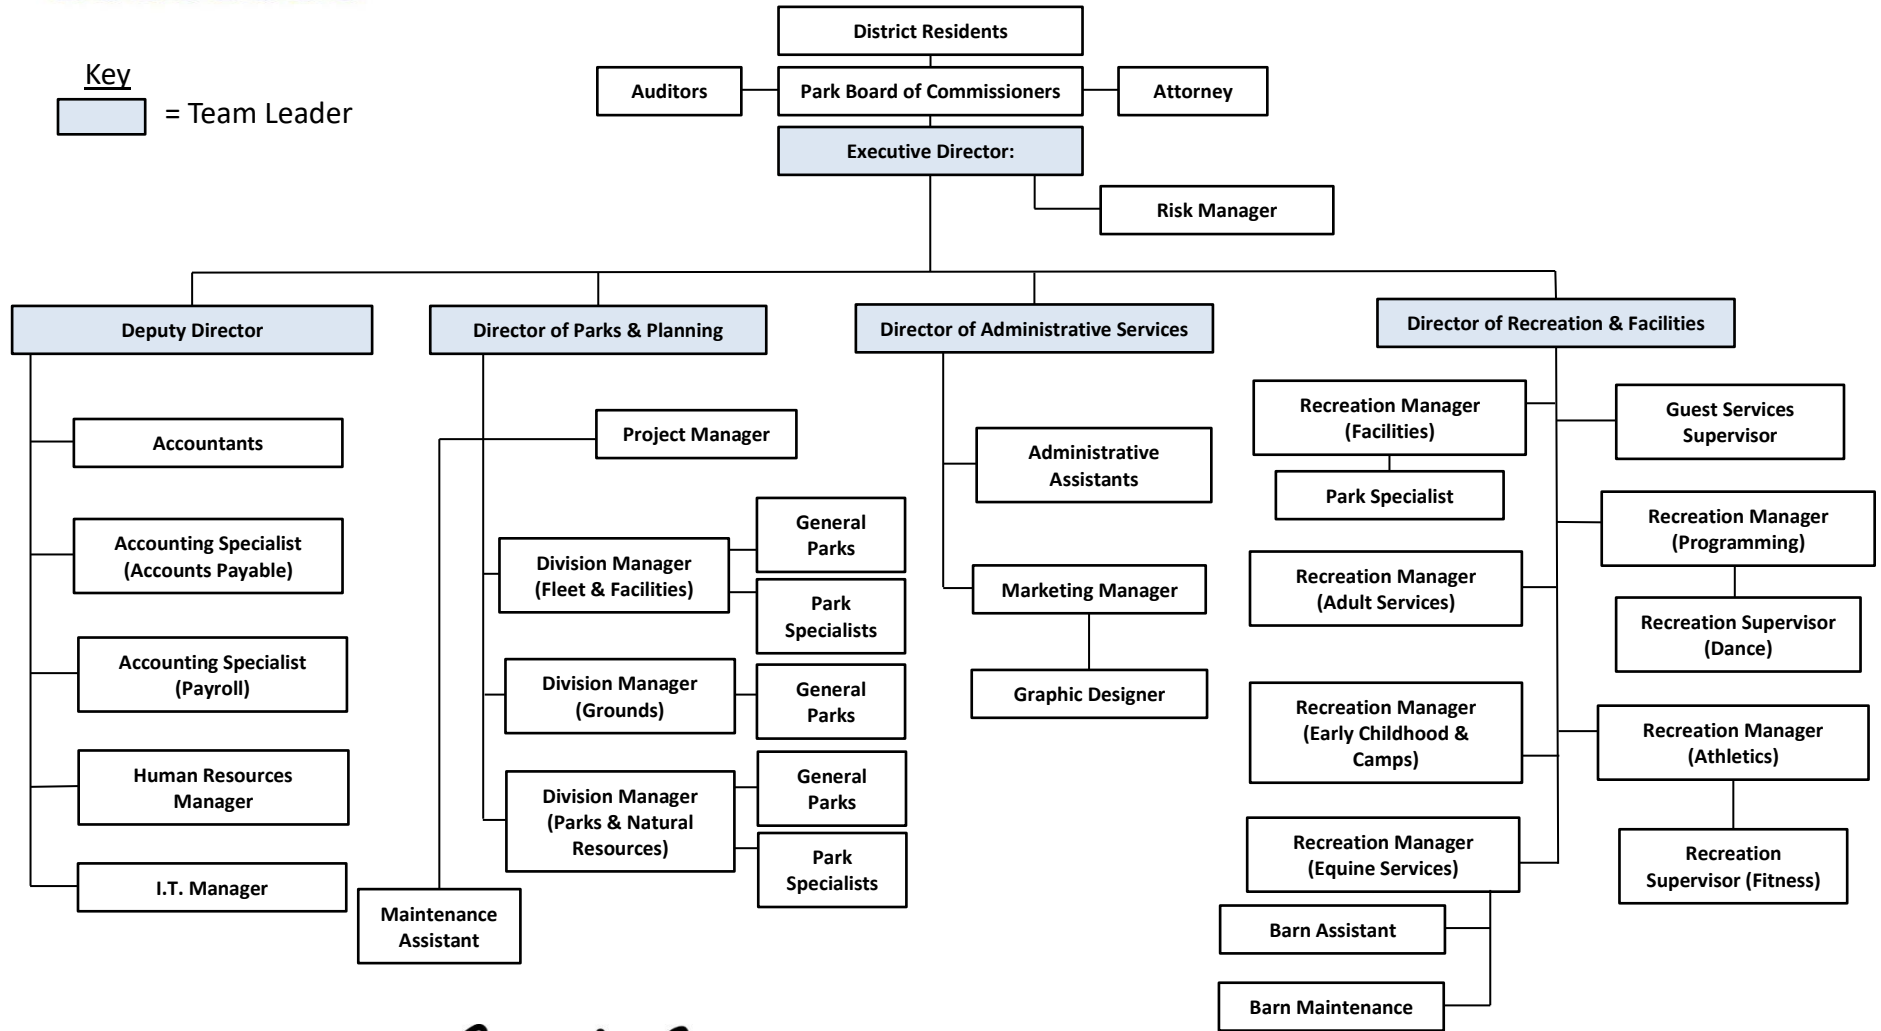 District Residents
Key
= Team Leader
Auditors
Park Board of Commissioners
Attorney
Executive Director:
Risk Manager
Deputy Director
Accountants
Accounting Specialist
(Accounts Payable)
Accounting Specialist
(Payroll)
Human Resources
Manager
I.T. Manager
Director of Parks & Planning
Project Manager
Division Manager
(Fleet & Facilities)
General
Parks
Park
Specialists
Division Manager
(Grounds)
General
Parks
Division Manager
(Parks & Natural
Resources)
General
Parks
Park
Specialists
Maintenance
Assistant
Director of Administrative Services
Administrative
Assistants
Marketing Manager
Graphic Designer
Director of Recreation & Facilities
Recreation Manager
(Facilities)
Park Specialist
Recreation Manager
(Adult Services)
Recreation Manager
(Early Childhood &
Camps)
Recreation Manager
(Equine Services)
Barn Assistant
Barn Maintenance
Guest Services
Supervisor
Recreation Manager
(Programming)
Recreation Supervisor
(Dance)
Recreation Manager
(Athletics)
Recreation
Supervisor (Fitness)